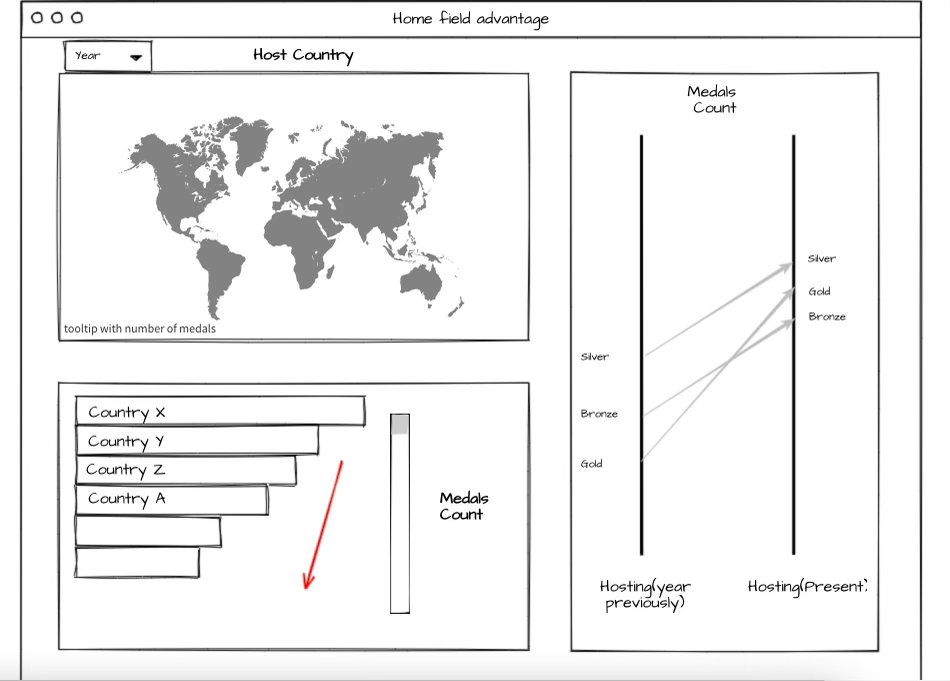 Home field advantage
Year
Host Country
tooltip with number of medals
Country X
Country Y
Country Z
Country A
Medals
Count
Medals
Count
Silver
Gold
Bronze
Silver
Bronze
Gold
Hosting(year
previously)
Hosting(Present)